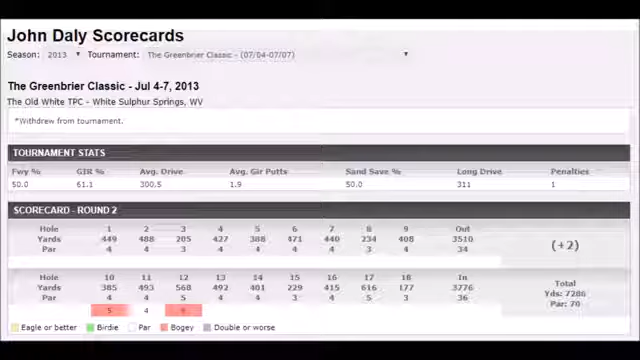 John Daly Scorecards
Season: 2013 Tournament: The Greenbrier Classic - (07/04-07/07)
The Greenbrier Classic - Jul 4-7, 2013
The Old White TPC - White Sulphur Springs, WV
*Withdrew from tournament.
TOURNAMENT STATS
Fwy % GIR % Avg. Drive Avg. Gir Putts Sand Save % Long Drive Penalties
50.0 61.1 300.5 1.9 50.0 311 1
SCORECARD - ROUND 2
Hole 1 2 3 4 5 6 7 8 9 Out
Yards 449 488 205 427 388 471 440 234 408 3510
Par 4 4 3 4 4 4 4 3 4 34
(+2)
Hole 10 11 12 13 14 15 16 17 18 In
Yards 385 493 568 492 401 229 415 616 177 3776
Par 4 4 5 4 4 3 4 5 3 36
5 4 6
Total
Yds: 7286
Par: 70
Eagle or better Birdie Par Bogey Double or worse